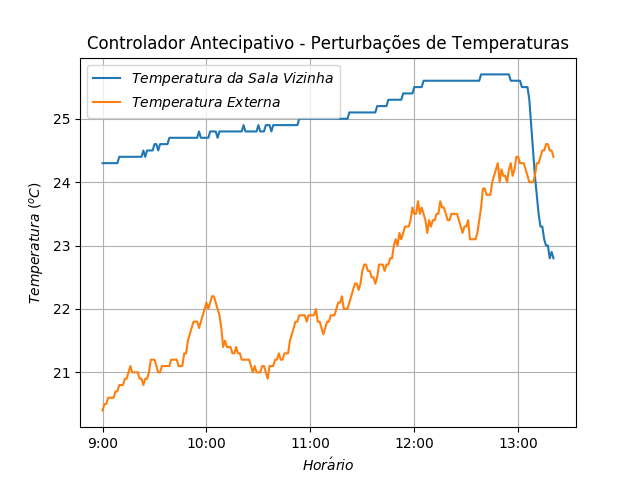 Controlador Antecipativo - Perturbações de Temperaturas
Temperatura da Sala Vizinha
Temperatura Externa
Temperatura (ºC)
25
24
23
22
21
9:00 10:00 11:00 12:00 13:00
Horário